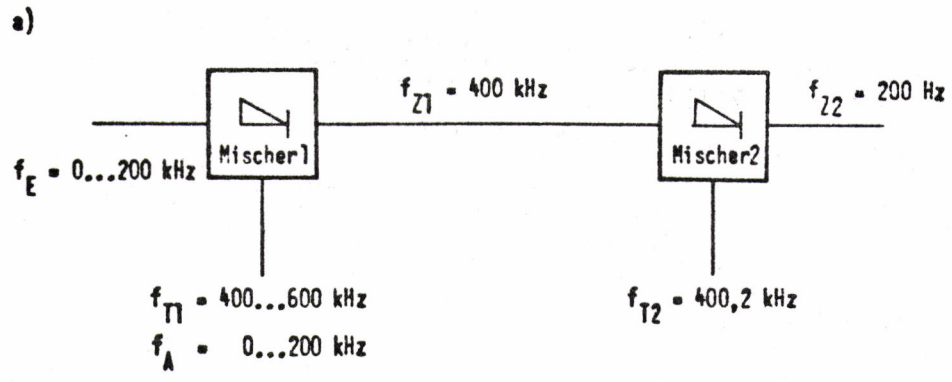 a)
f_Z1 = 400 kHz
f_Z2 = 200 Hz
Mischer1
Mischer2
f_E = 0...200 kHz
f_T1 = 400...600 kHz
f_T2 = 400,2 kHz
f_A = 0...200 kHz